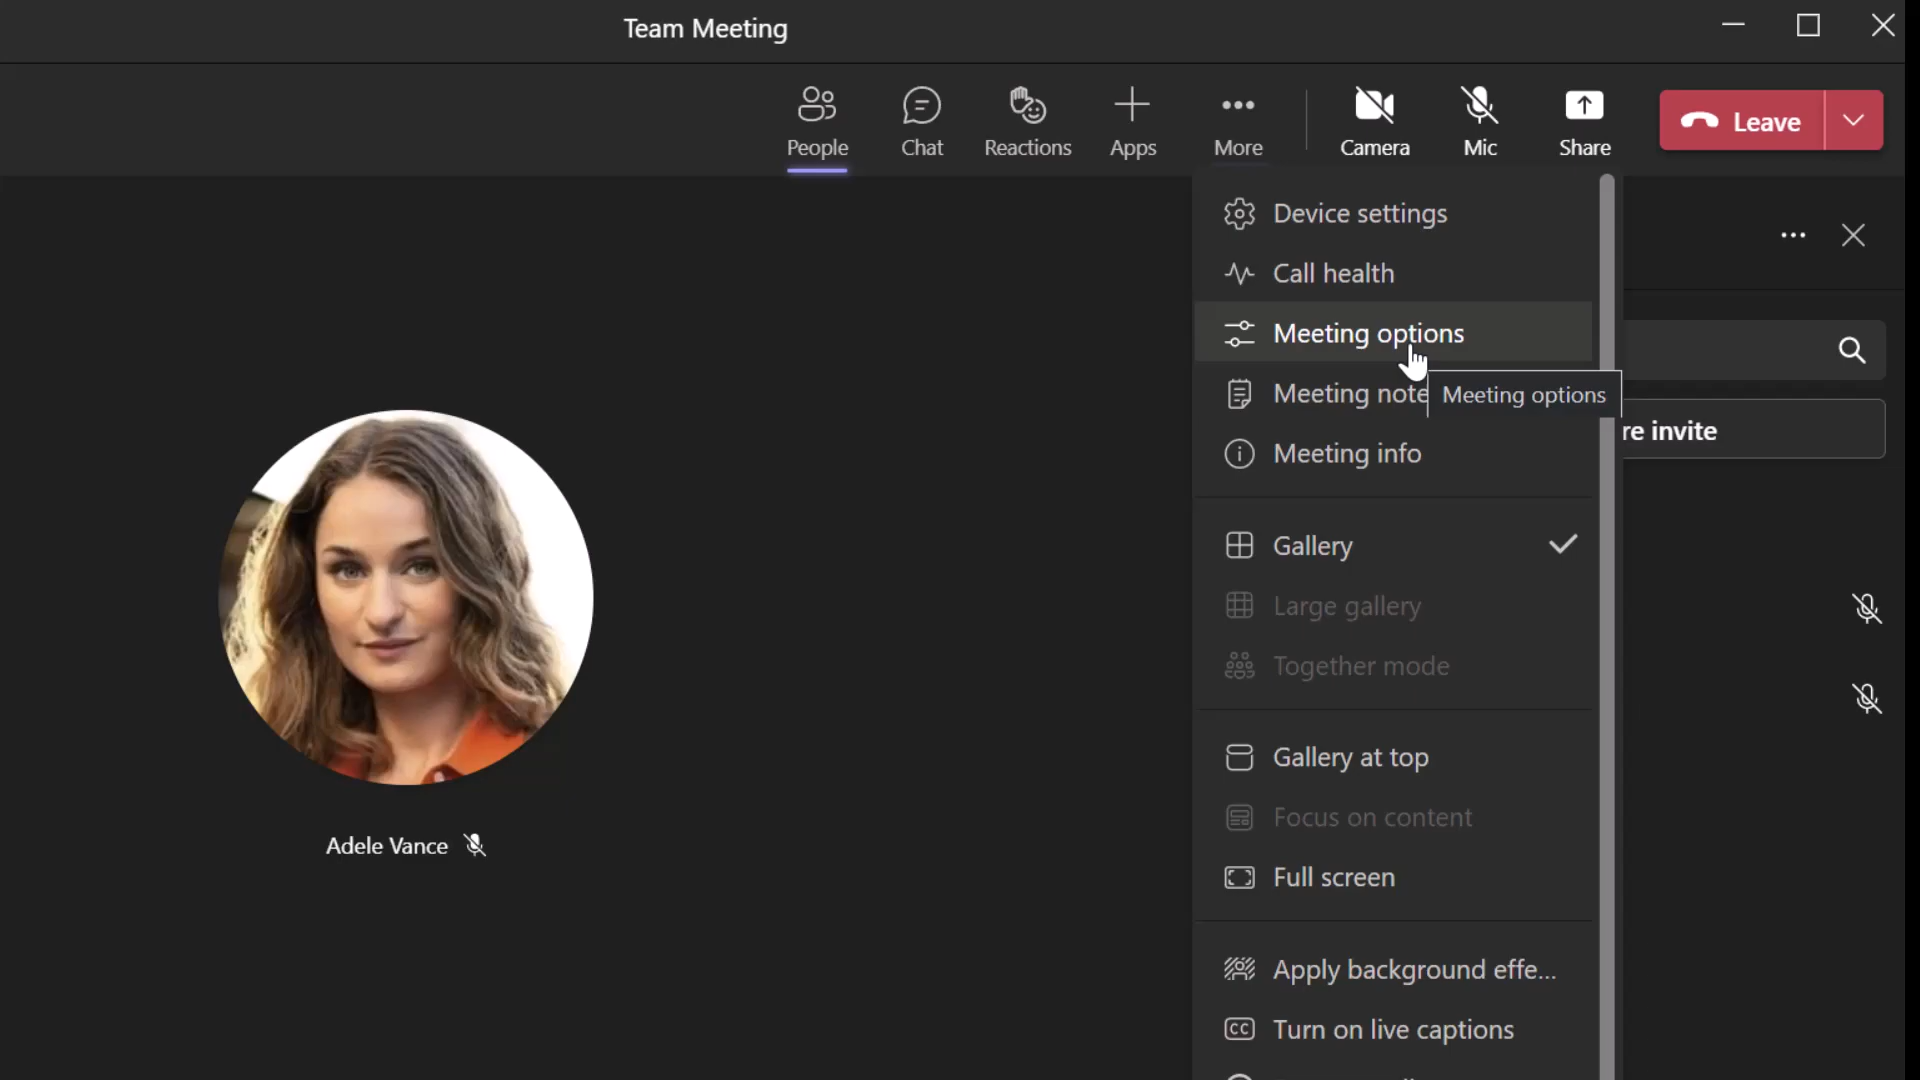 Team Meeting
People
Chat
Reactions
Apps
More
Camera
Mic
Share
Leave
Device settings
Call health
Meeting options
Meeting note
Meeting options
re invite
Meeting info
Gallery
Large gallery
Together mode
Gallery at top
Adele Vance
Focus on content
Full screen
Apply background effe...
CC Turn on live captions